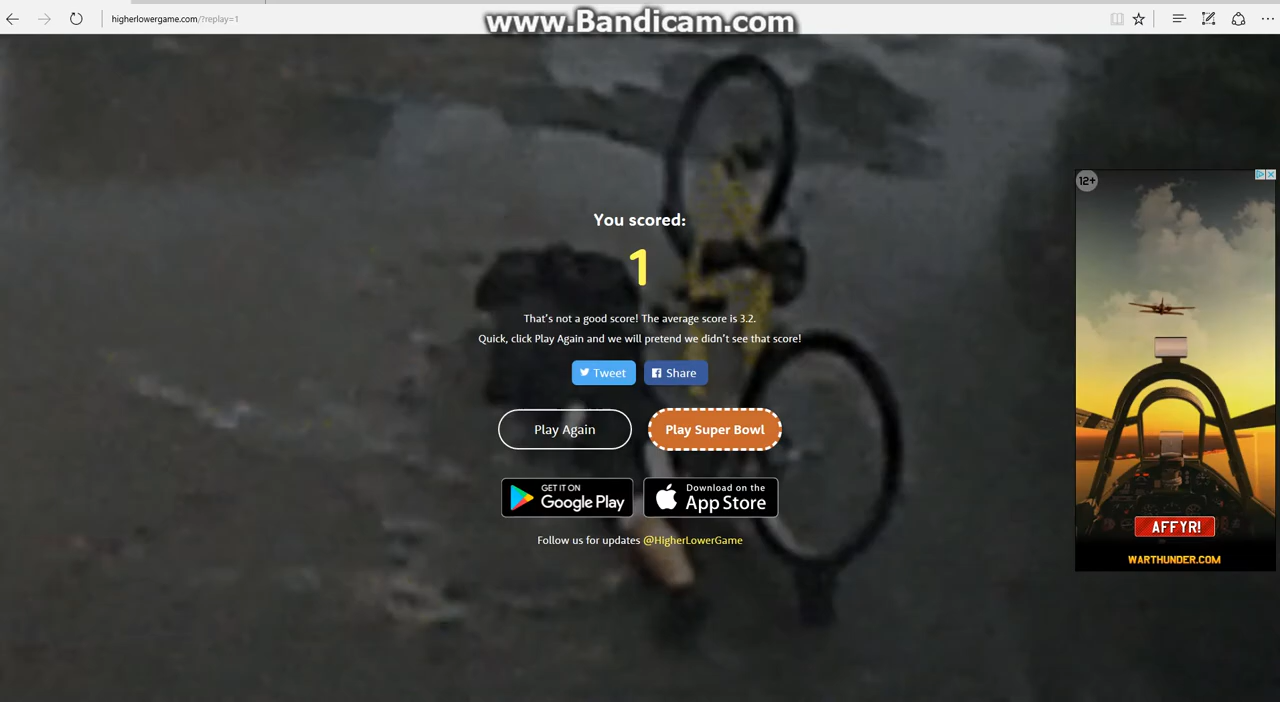 higherlowergame.com/?replay=1
www.Bandicam.com
12+
You scored:
1
That's not a good score! The average score is 3.2.
Quick, click Play Again and we will pretend we didn't see that score!
Tweet
Share
Play Again
Play Super Bowl
GET IT ON
Google Play
Download on the
App Store
Follow us for updates @HigherLowerGame
AFFYR!
WARTHUNDER.COM